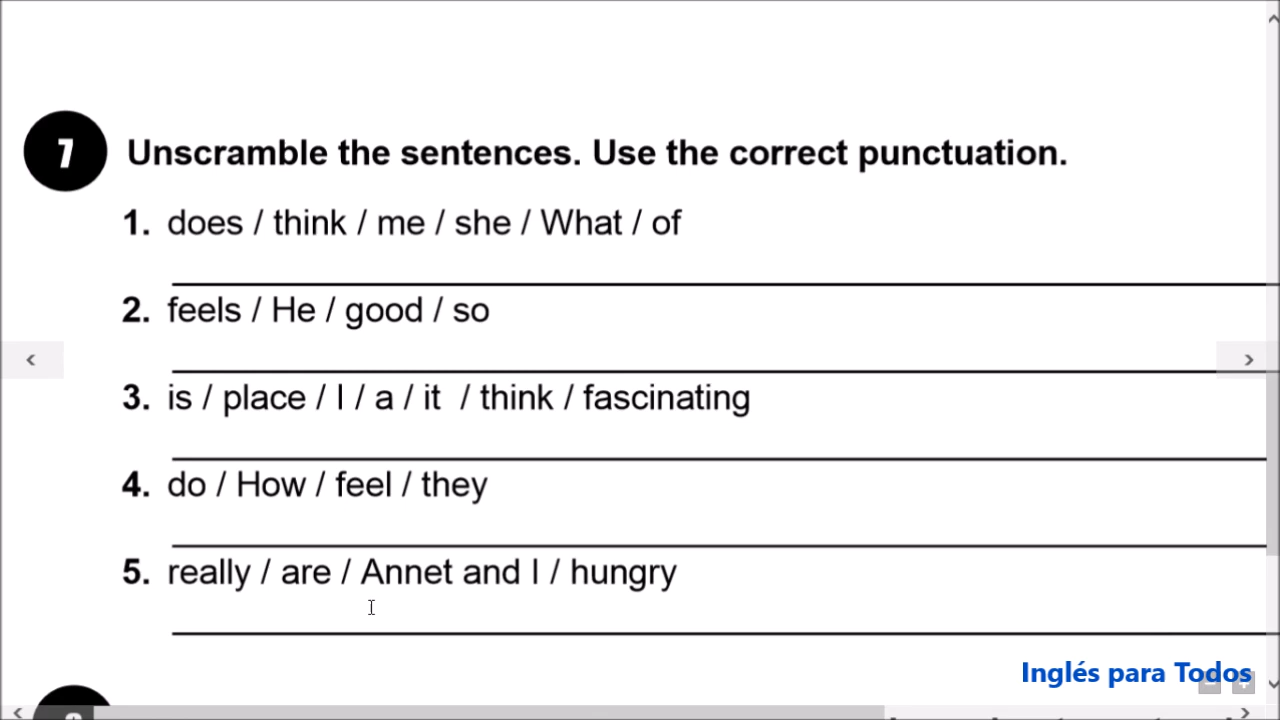 7 Unscramble the sentences. Use the correct punctuation.
1. does / think / me / she / What / of
2. feels / He / good / so
3. is / place / I / a / it / think / fascinating
4. do / How / feel / they
5. really / are / Annet and I / hungry
Inglés para Todos